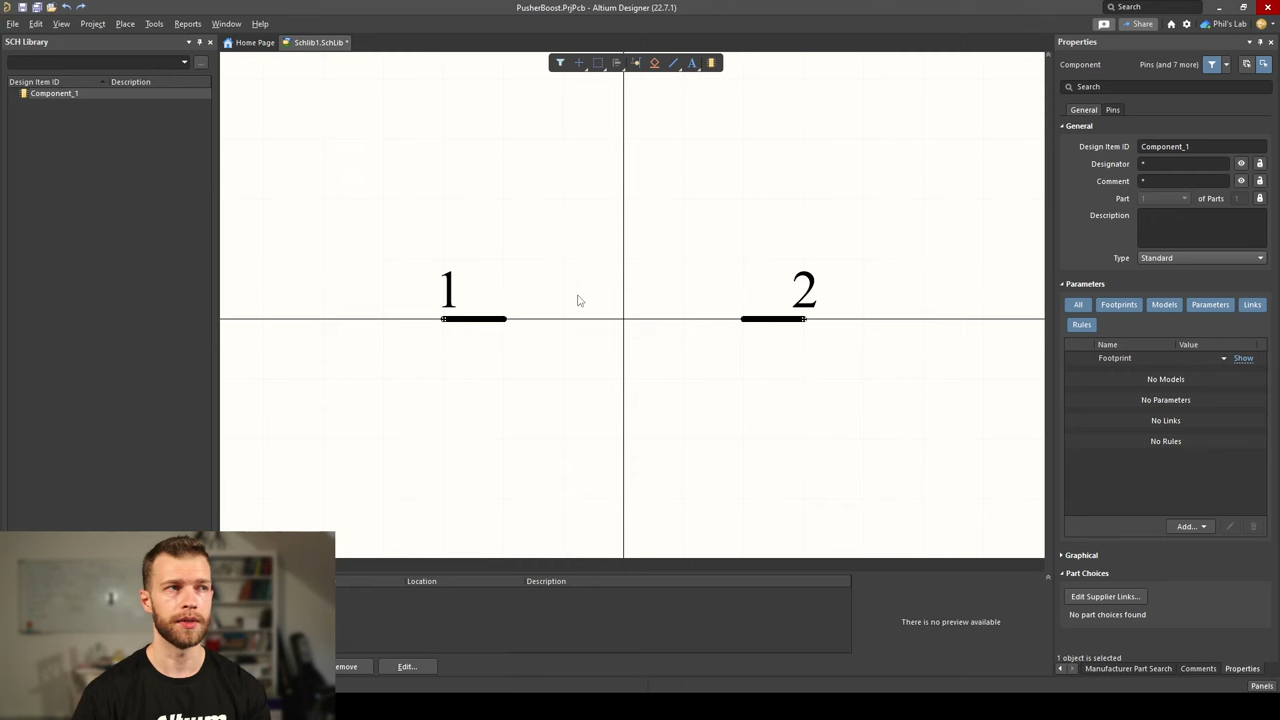 PusherBoost.PrjPcb - Altium Designer (22.7.1)
Search
File Edit View Project Place Tools Reports Window Help
Share
Phil's Lab
SCH Library
Home Page
Schlib1.SchLib *
Properties
Component
Pins (and 7 more)
...
Search
Design Item ID
Description
Component_1
General
Pins
General
Design Item ID
Component_1
Designator
*
Comment
*
Part
1
of Parts
1
Description
Type
Standard
1
2
Parameters
All
Footprints
Models
Parameters
Links
Rules
Name
Value
Footprint
Show
No Models
No Parameters
No Links
No Rules
Add...
Graphical
Part Choices
Edit Supplier Links...
No part choices found
Location
Description
There is no preview available
emove
Edit...
1 object is selected
Manufacturer Part Search
Comments
Properties
Panels
Altium